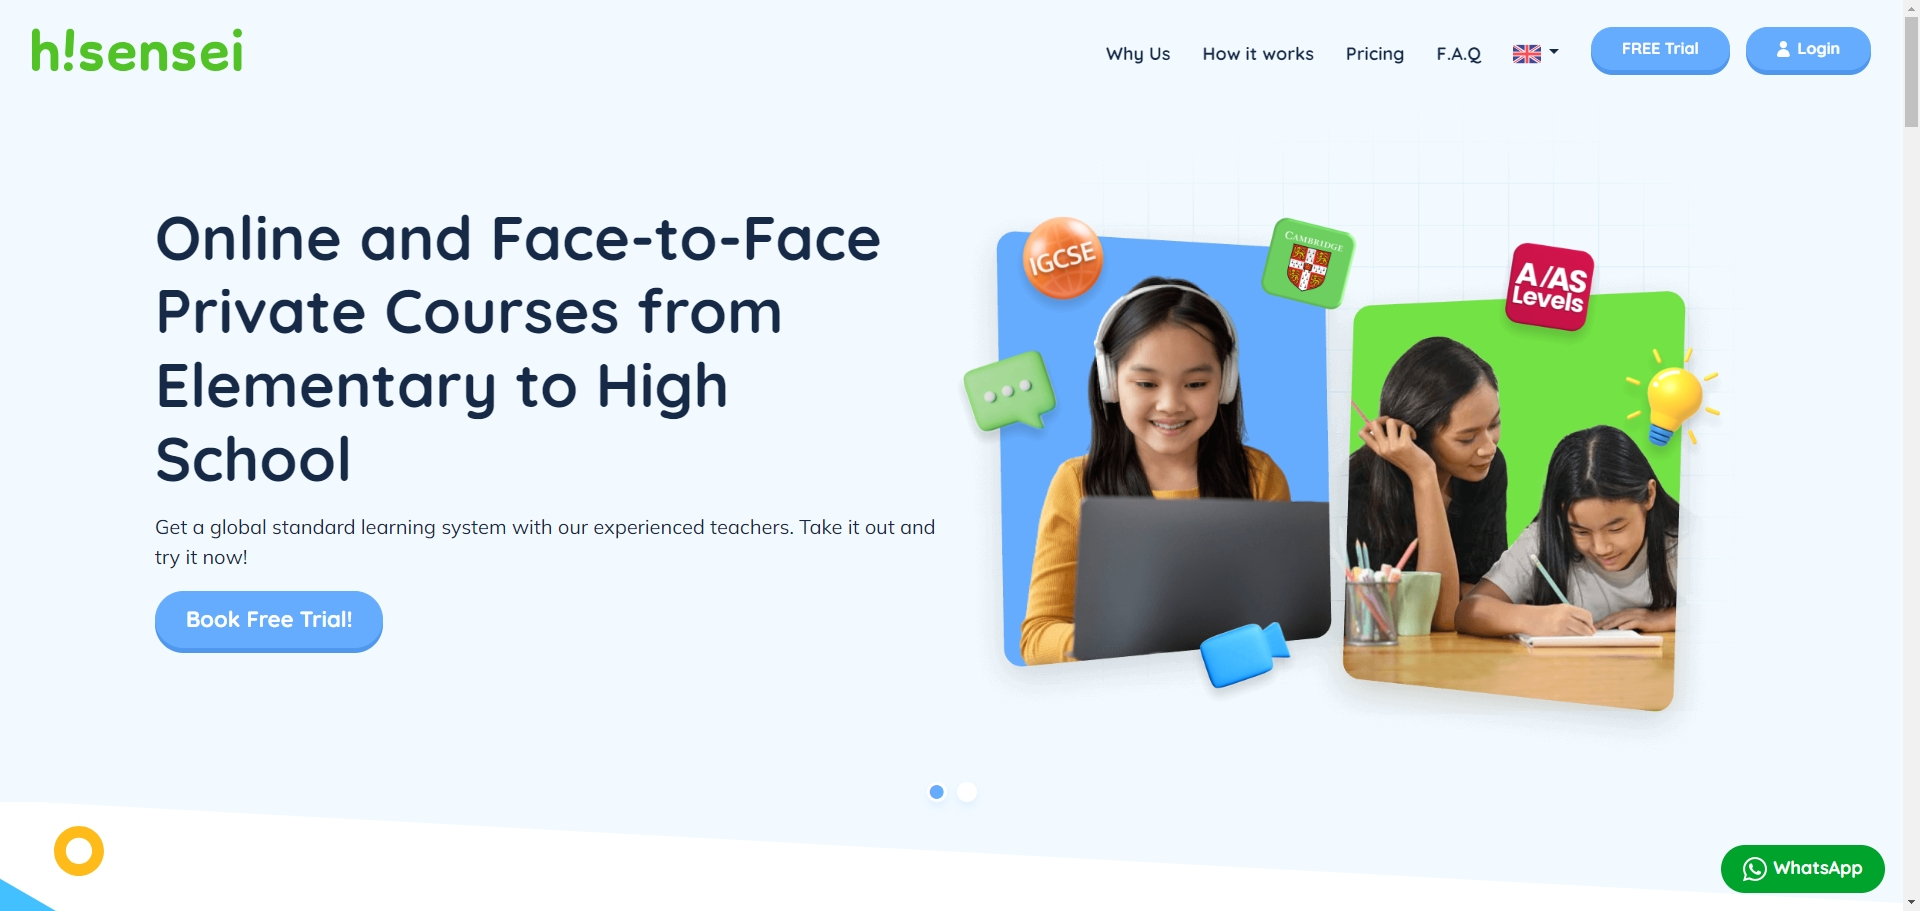 h!sensei
Why Us
How it works
Pricing
F.A.Q
FREE Trial
Login
Online and Face-to-Face
Private Courses from
Elementary to High
School
Get a global standard learning system with our experienced teachers. Take it out and
try it now!
Book Free Trial!
IGCSE
CAMBRIDGE
A/AS
Levels
WhatsApp